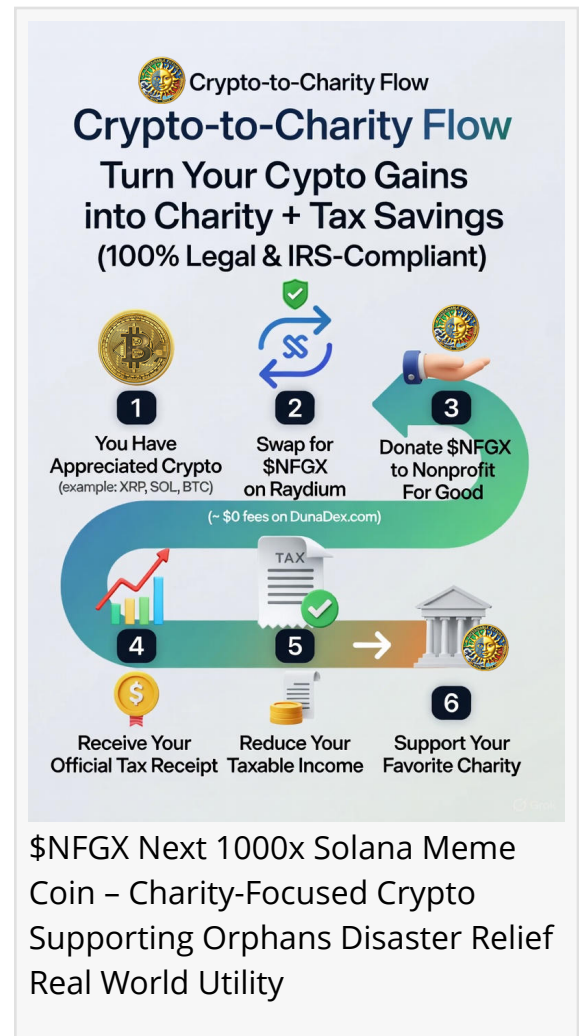 Crypto-to-Charity Flow
Crypto-to-Charity Flow
Turn Your Cypto Gains
into Charity + Tax Savings
(100% Legal & IRS-Compliant)
1
You Have
Appreciated Crypto
(example: XRP, SOL, BTC)
2
Swap for
$NFGX
on Raydium
3
Donate $NFGX
to Nonprofit
For Good
(~ $0 fees on DunaDex.com)
4
Receive Your
Official Tax Receipt
TAX
5
Reduce Your
Taxable Income
6
Support Your
Favorite Charity
$NFGX Next 1000x Solana Meme
Coin – Charity-Focused Crypto
Supporting Orphans Disaster Relief
Real World Utility